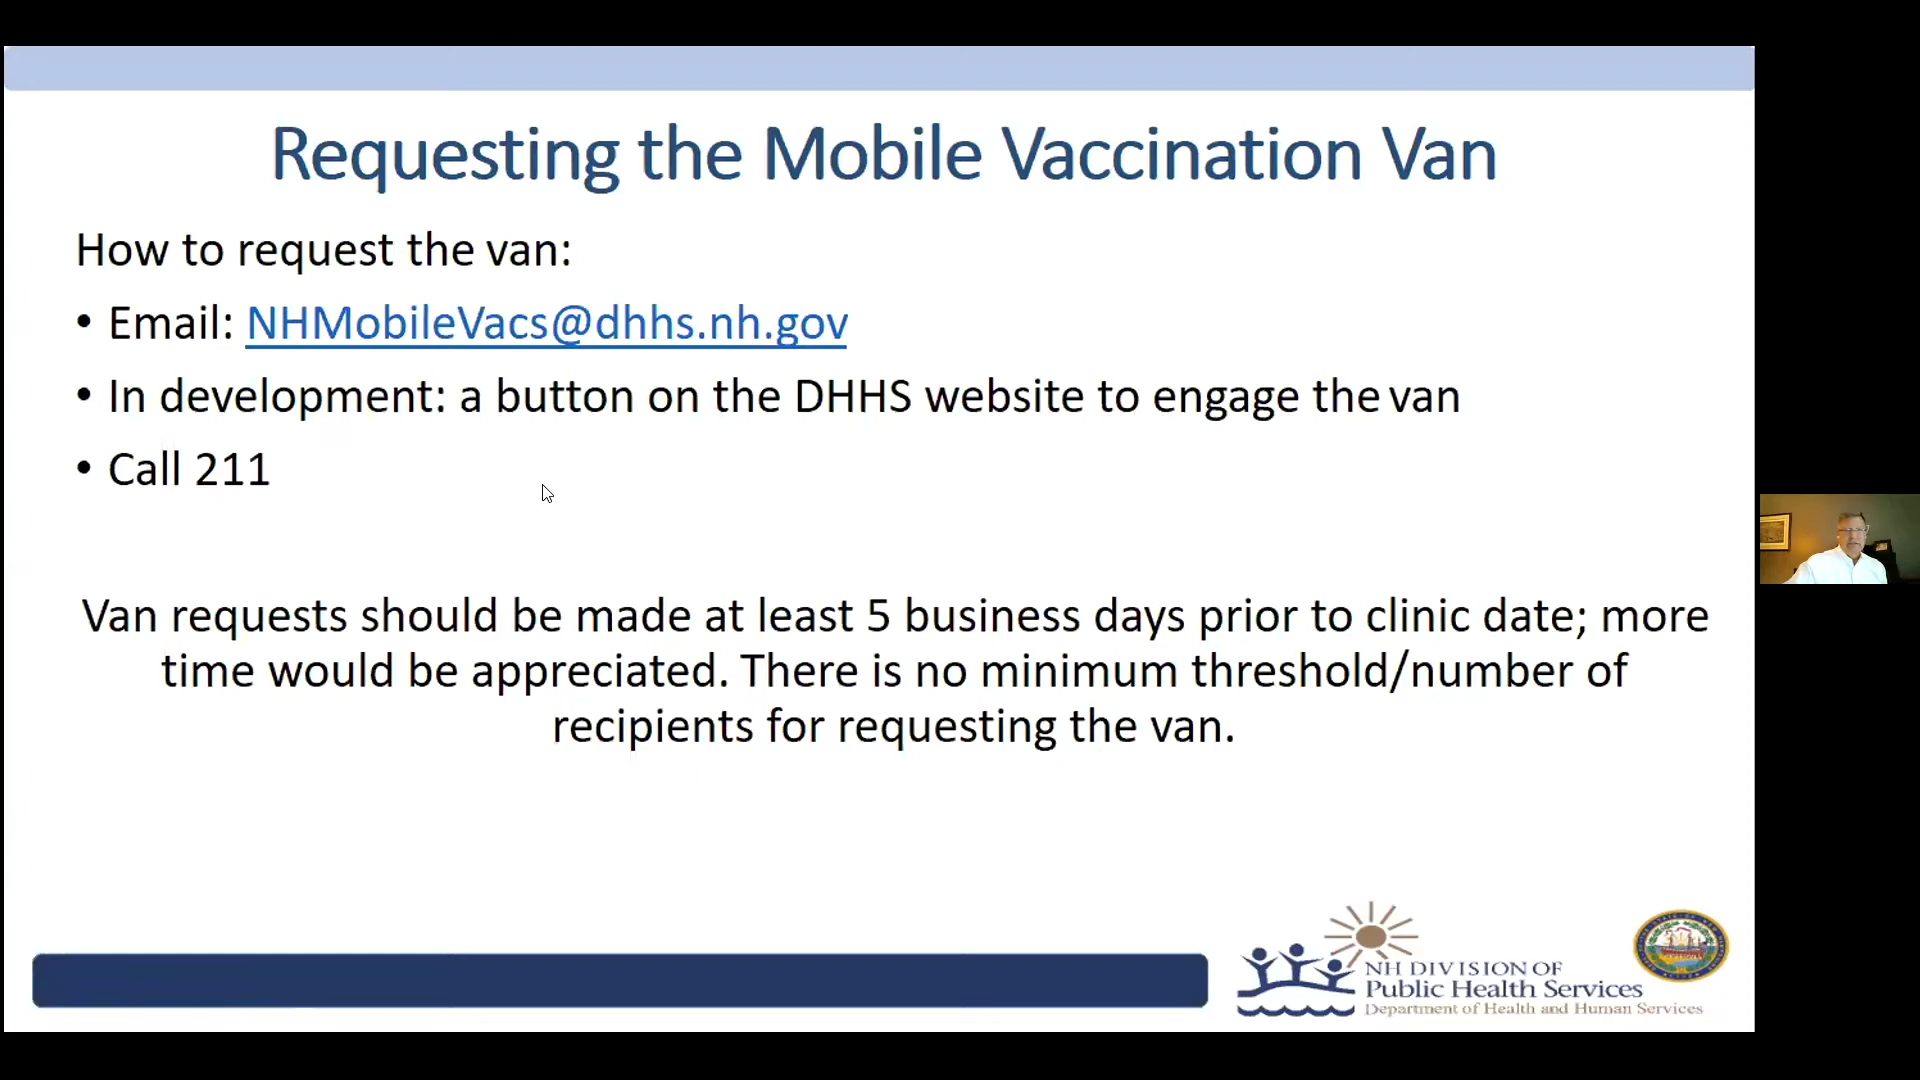 Requesting the Mobile Vaccination Van
How to request the van:
• Email: NHMobileVacs@dhhs.nh.gov
• In development: a button on the DHHS website to engage the van
• Call 211
Van requests should be made at least 5 business days prior to clinic date; more
time would be appreciated. There is no minimum threshold/number of
recipients for requesting the van.
NH DIVISION OF
Public Health Services
Department of Health and Human Services